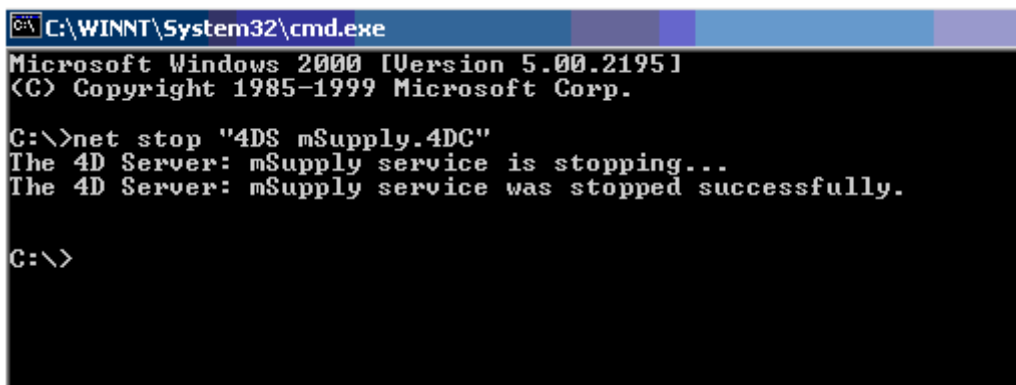 C:\WINNT\System32\cmd.exe
Microsoft Windows 2000 [Version 5.00.2195]
(C) Copyright 1985-1999 Microsoft Corp.
C:\>net stop "4DS mSupply.4DC"
The 4D Server: mSupply service is stopping...
The 4D Server: mSupply service was stopped successfully.
C:\>